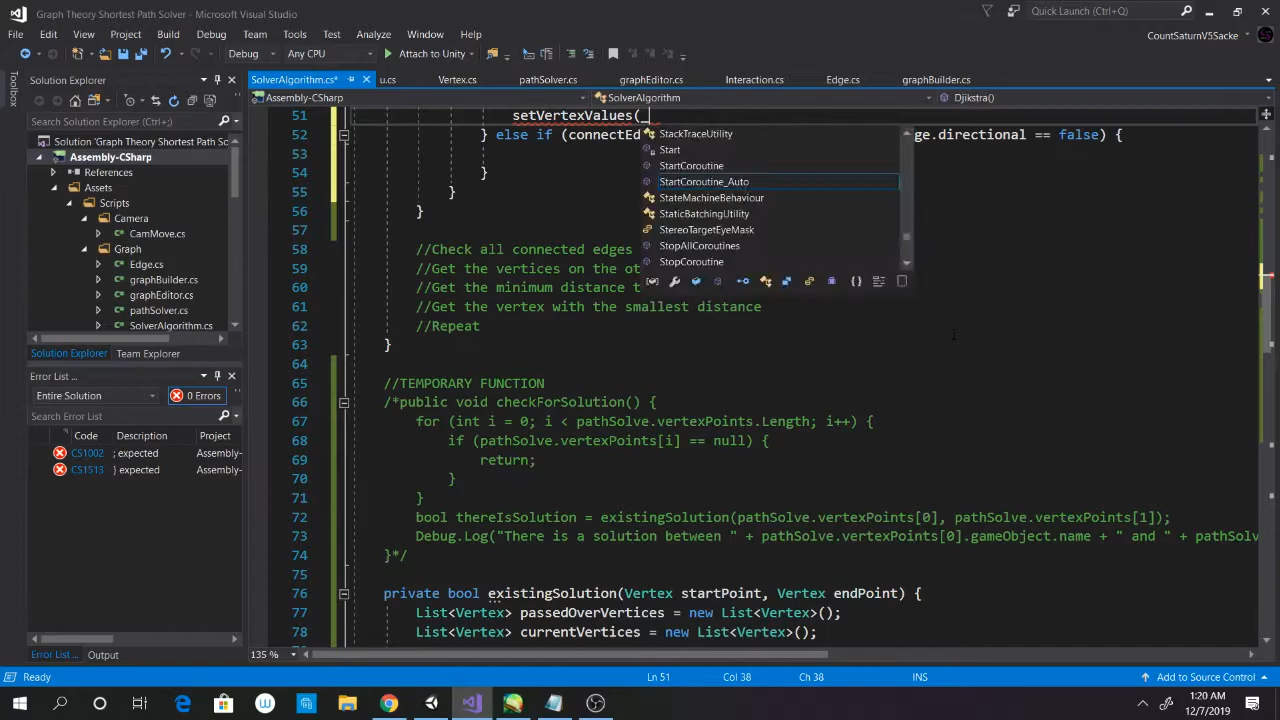 Graph Theory Shortest Path Solver - Microsoft Visual Studio
Quick Launch (Ctrl+Q)
File Edit View Project Build Debug Team Tools Test Analyze Window Help
CountSaturnV5Sacke
Debug Any CPU Attach to Unity
Toolbox
Solution Explorer
Search Solution Explorer (Ctrl+;)
Solution 'Graph Theory Shortest Pa
Assembly-CSharp
References
Assets
Scripts
Camera
CamMove.cs
Graph
Edge.cs
graphBuilder.cs
graphEditor.cs
pathSolver.cs
SolverAlgorithm.cs
Solution Explorer Team Explorer
Error List ...
Entire Solution 0 Errors
Search Error List
Code Description Project
CS1002 ; expected Assembly-
CS1513 } expected Assembly-
Error List ... Output
SolverAlgorithm.cs* u.cs Vertex.cs pathSolver.cs graphEditor.cs Interaction.cs Edge.cs graphBuilder.cs
Assembly-CSharp SolverAlgorithm Djikstra()
51 setVertexValues(_
52 } else if (connectEd ge.directional == false) {
53
54 }
55 }
56 }
57
58 //Check all connected edges
59 //Get the vertices on the ot
60 //Get the minimum distance t
61 //Get the vertex with the smallest distance
62 //Repeat
63 }
64
65 //TEMPORARY FUNCTION
66 /*public void checkForSolution() {
67 for (int i = 0; i < pathSolve.vertexPoints.Length; i++) {
68 if (pathSolve.vertexPoints[i] == null) {
69 return;
70 }
71 }
72 bool thereIsSolution = existingSolution(pathSolve.vertexPoints[0], pathSolve.vertexPoints[1]);
73 Debug.Log("There is a solution between " + pathSolve.vertexPoints[0].gameObject.name + " and " + pathSolv
74 }*/
75
76 private bool existingSolution(Vertex startPoint, Vertex endPoint) {
77 List<Vertex> passedOverVertices = new List<Vertex>();
78 List<Vertex> currentVertices = new List<Vertex>();
StackTraceUtility
Start
StartCoroutine
StartCoroutine_Auto
StateMachineBehaviour
StaticBatchingUtility
StereoTargetEyeMask
StopAllCoroutines
StopCoroutine
135 %
Ready Ln 51 Col 38 Ch 38 INS Add to Source Control
1:20 AM
12/7/2019